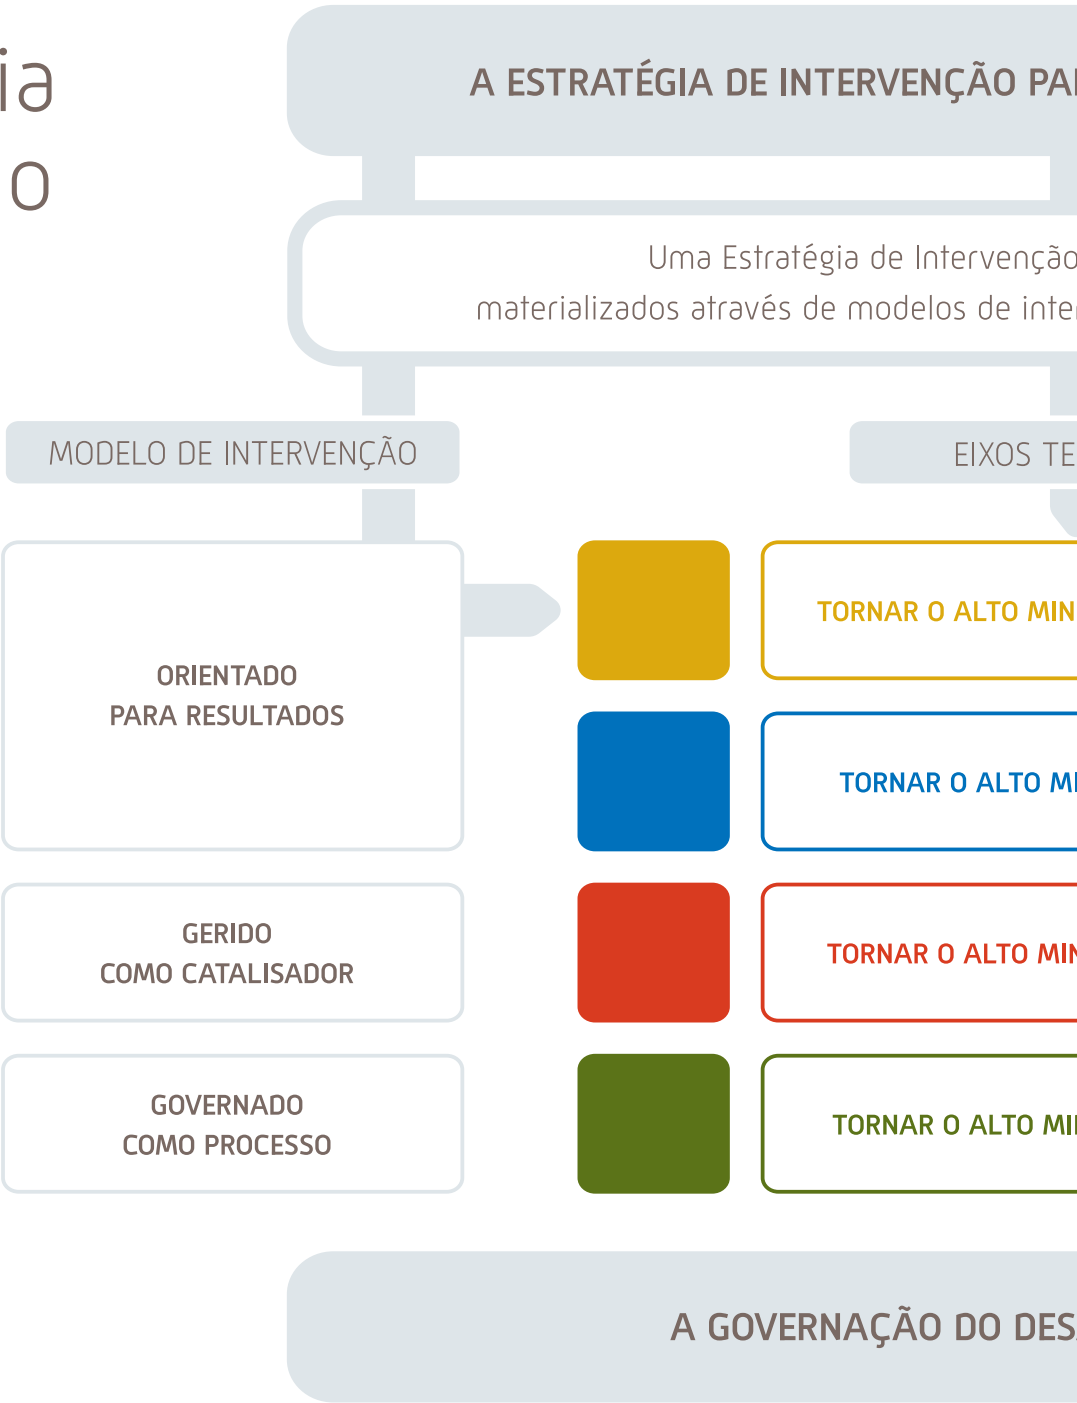 ia
o
A ESTRATÉGIA DE INTERVENÇÃO PA
Uma Estratégia de Intervenção
materializados através de modelos de inte
MODELO DE INTERVENÇÃO
EIXOS TE
ORIENTADO
PARA RESULTADOS
GERIDO
COMO CATALISADOR
GOVERNADO
COMO PROCESSO
TORNAR O ALTO MIN
TORNAR O ALTO MI
TORNAR O ALTO MIN
TORNAR O ALTO MI
A GOVERNAÇÃO DO DES